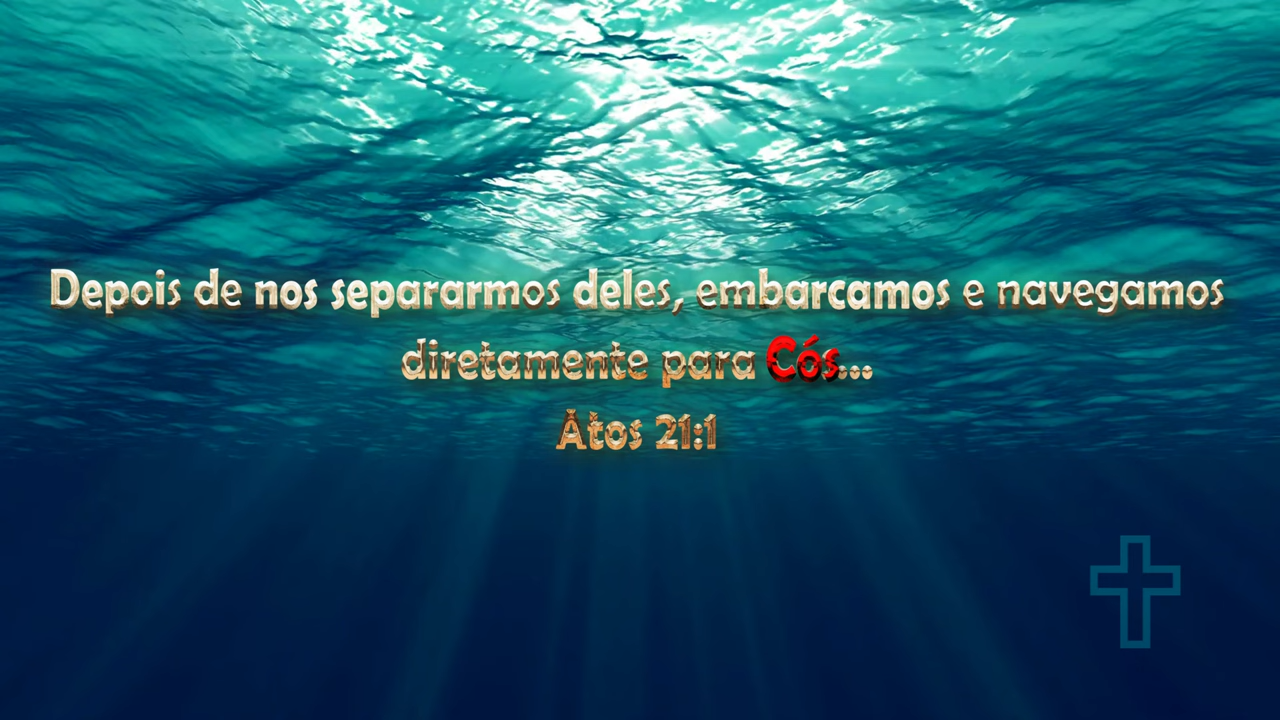 Depois de nos separarmos deles, embarcamos e navegamos
diretamente para Cós...
Atos 21:1